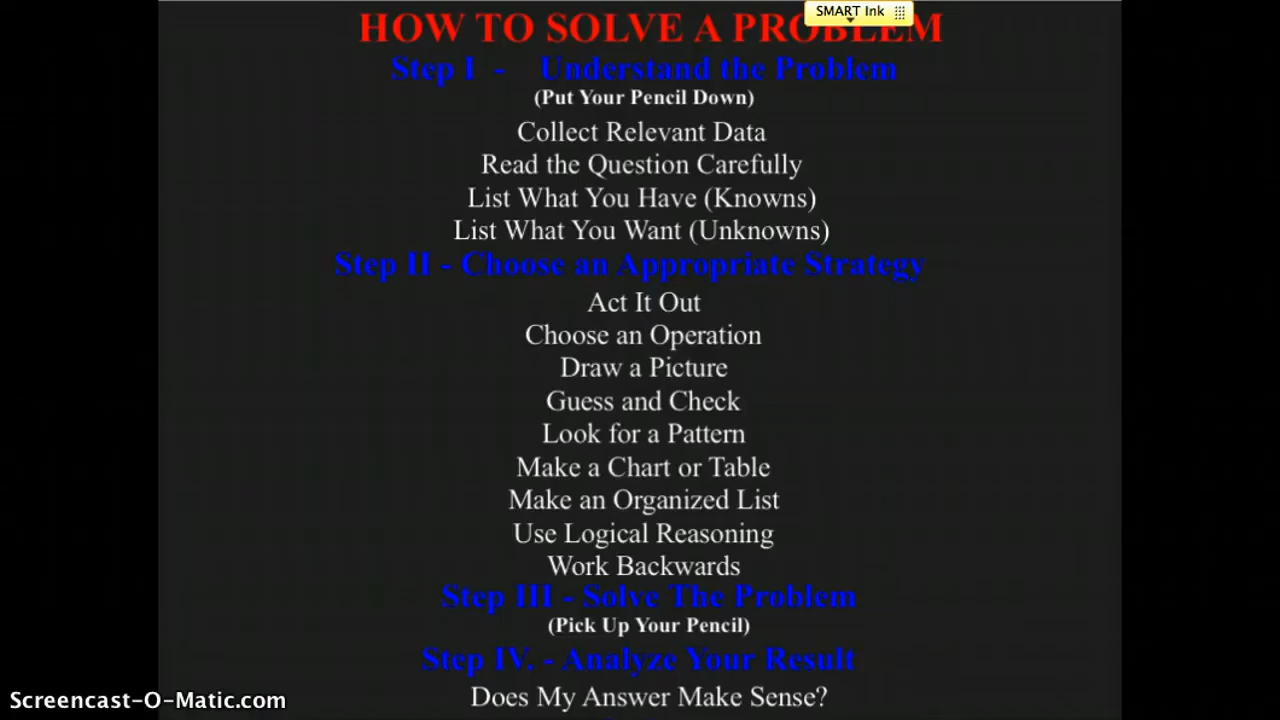 SMART Ink
HOW TO SOLVE A PROBLEM
Step I - Understand the Problem
(Put Your Pencil Down)
Collect Relevant Data
Read the Question Carefully
List What You Have (Knowns)
List What You Want (Unknowns)
Step II - Choose an Appropriate Strategy
Act It Out
Choose an Operation
Draw a Picture
Guess and Check
Look for a Pattern
Make a Chart or Table
Make an Organized List
Use Logical Reasoning
Work Backwards
Step III - Solve The Problem
(Pick Up Your Pencil)
Step IV. - Analyze Your Result
Does My Answer Make Sense?
Screencast-O-Matic.com